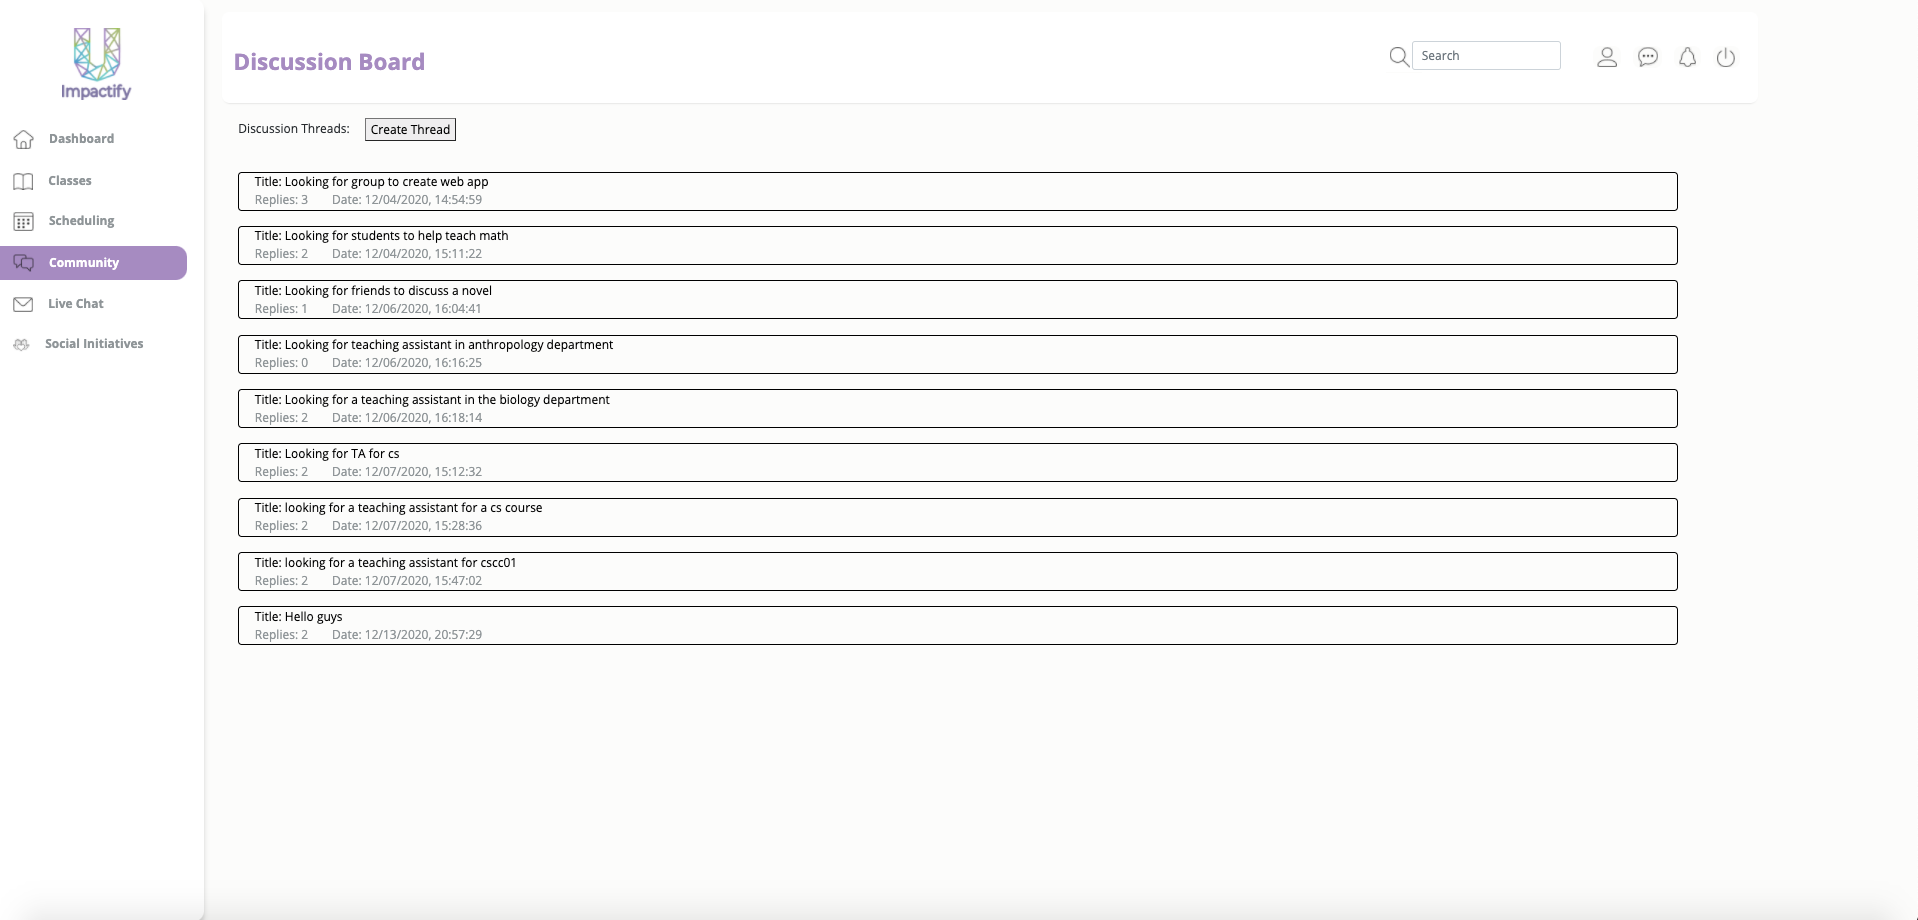 Impactify
Dashboard
Classes
Scheduling
Community
Live Chat
Social Initiatives
Discussion Board
Search
Discussion Threads: Create Thread
Title: Looking for group to create web app
Replies: 3 Date: 12/04/2020, 14:54:59
Title: Looking for students to help teach math
Replies: 2 Date: 12/04/2020, 15:11:22
Title: Looking for friends to discuss a novel
Replies: 1 Date: 12/06/2020, 16:04:41
Title: Looking for teaching assistant in anthropology department
Replies: 0 Date: 12/06/2020, 16:16:25
Title: Looking for a teaching assistant in the biology department
Replies: 2 Date: 12/06/2020, 16:18:14
Title: Looking for TA for cs
Replies: 2 Date: 12/07/2020, 15:12:32
Title: looking for a teaching assistant for a cs course
Replies: 2 Date: 12/07/2020, 15:28:36
Title: looking for a teaching assistant for cscc01
Replies: 2 Date: 12/07/2020, 15:47:02
Title: Hello guys
Replies: 2 Date: 12/13/2020, 20:57:29